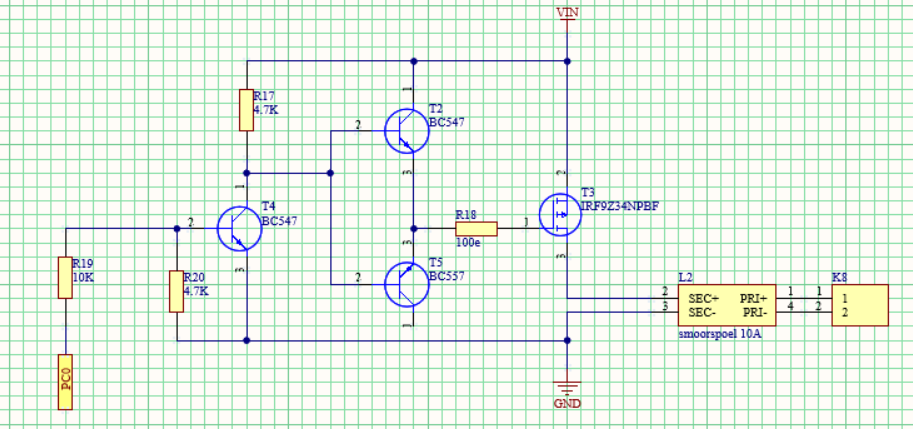 VIN
R17
4.7K
1
T2
BC547
2
3
1
T4
BC547
2
3
R19
10K
R20
4.7K
PC0
3
T5
BC557
2
1
R18
100e
1
2
T3
IRF9Z34NPBF
3
L2
2 SEC+ PRI+ 1
3 SEC- PRI- 4
smoorspoel 10A
K8
1 1
2 2
GND